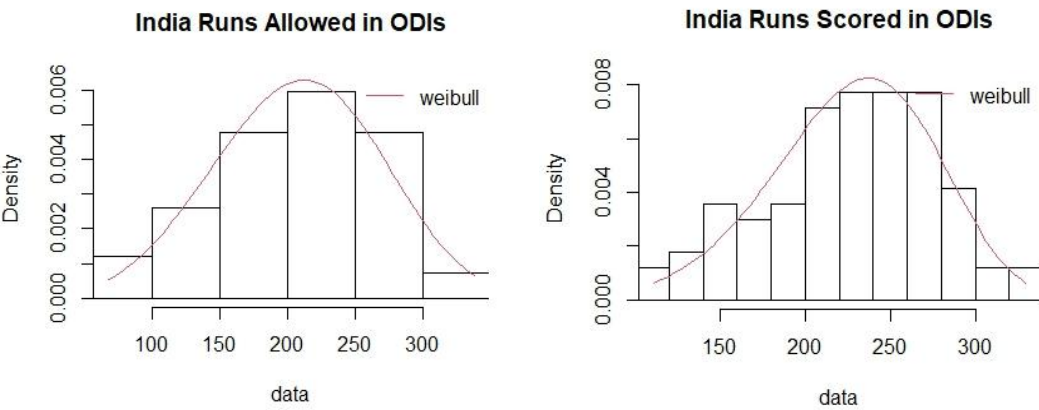 India Runs Allowed in ODIs
Density
0.000 0.002 0.004 0.006
weibull
100 150 200 250 300
data
India Runs Scored in ODIs
Density
0.000 0.004 0.008
weibull
150 200 250 300
data